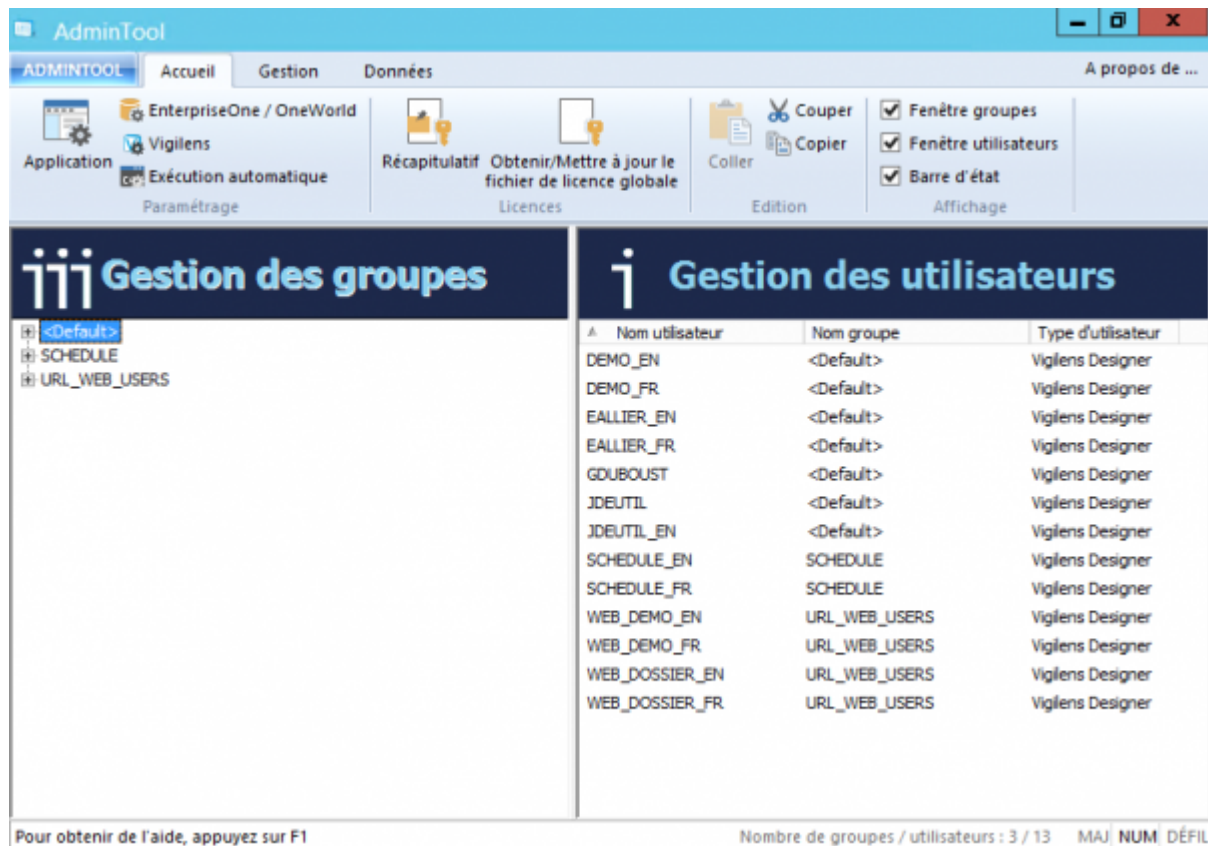 AdminTool
ADMINTOOL Accueil Gestion Données A propos de ...
EnterpriseOne / OneWorld
Vigilens
Exécution automatique
Application
Paramétrage
Récapitulatif
Obtenir/Mettre à jour le
fichier de licence globale
Licences
Coller
Couper
Copier
Edition
Fenêtre groupes
Fenêtre utilisateurs
Barre d'état
Affichage
Gestion des groupes
<Default>
SCHEDULE
URL_WEB_USERS
Gestion des utilisateurs
Nom utilisateur Nom groupe Type d'utilisateur
DEMO_EN <Default> Vigilens Designer
DEMO_FR <Default> Vigilens Designer
EALLIER_EN <Default> Vigilens Designer
EALLIER_FR <Default> Vigilens Designer
GDUBOUST <Default> Vigilens Designer
JDEUTIL <Default> Vigilens Designer
JDEUTIL_EN <Default> Vigilens Designer
SCHEDULE_EN SCHEDULE Vigilens Designer
SCHEDULE_FR SCHEDULE Vigilens Designer
WEB_DEMO_EN URL_WEB_USERS Vigilens Designer
WEB_DEMO_FR URL_WEB_USERS Vigilens Designer
WEB_DOSSIER_EN URL_WEB_USERS Vigilens Designer
WEB_DOSSIER_FR URL_WEB_USERS Vigilens Designer
Pour obtenir de l'aide, appuyez sur F1 Nombre de groupes / utilisateurs : 3 / 13 MAJ NUM DÉFIL